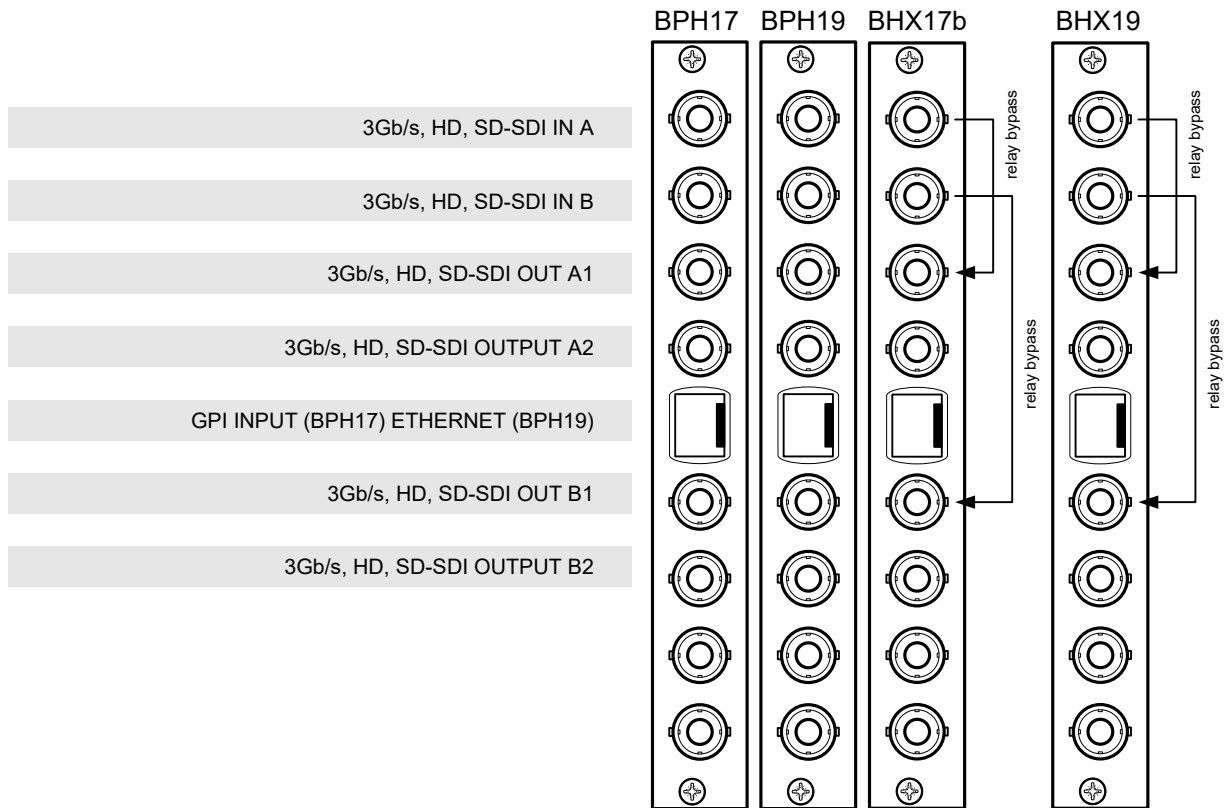 BPH17 BPH19 BHX17b BHX19
3Gb/s, HD, SD-SDI IN A
relay bypass
relay bypass
3Gb/s, HD, SD-SDI IN B
3Gb/s, HD, SD-SDI OUT A1
3Gb/s, HD, SD-SDI OUTPUT A2
relay bypass
relay bypass
GPI INPUT (BPH17) ETHERNET (BPH19)
3Gb/s, HD, SD-SDI OUT B1
3Gb/s, HD, SD-SDI OUTPUT B2